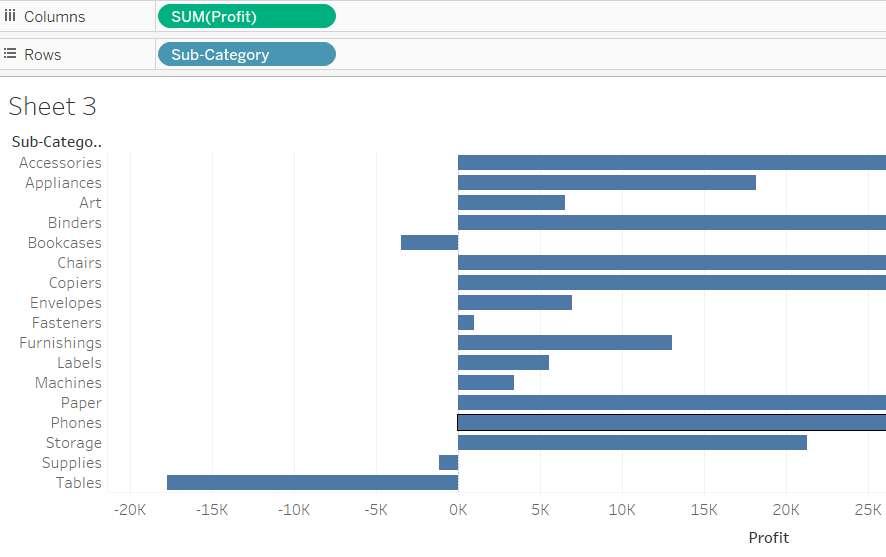 Columns SUM(Profit)
Rows Sub-Category
Sheet 3
Sub-Catego..
Accessories
Appliances
Art
Binders
Bookcases
Chairs
Copiers
Envelopes
Fasteners
Furnishings
Labels
Machines
Paper
Phones
Storage
Supplies
Tables
-20K -15K -10K -5K 0K 5K 10K 15K 20K 25K
Profit